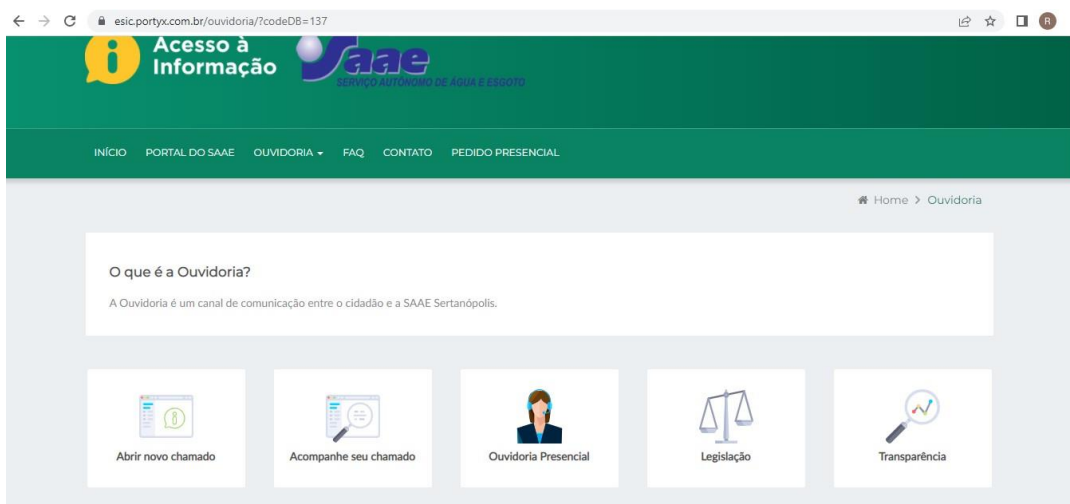 esic.portyx.com.br/ouvidoria/?codeDB=137
R
Acesso à
Informação
Saae
SERVIÇO AUTÔNOMO DE ÁGUA E ESGOTO
INÍCIO PORTAL DO SAAE OUVIDORIA FAQ CONTATO PEDIDO PRESENCIAL
Home > Ouvidoria
O que é a Ouvidoria?
A Ouvidoria é um canal de comunicação entre o cidadão e a SAAE Sertanópolis.
Abrir novo chamado Acompanhe seu chamado Ouvidoria Presencial Legislação Transparência